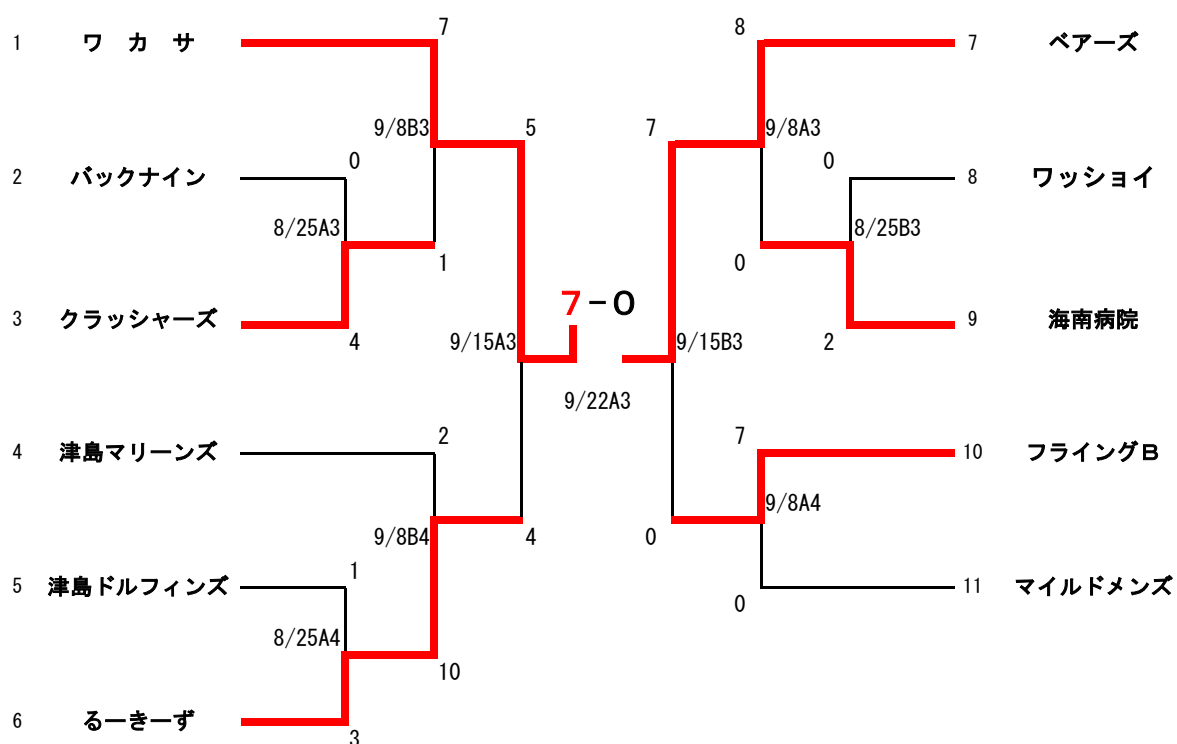 7
8
1 ワ カ サ
7 ベアーズ
9/8B3
5
7
9/8A3
0
0
2 バックナイン
8 ワッショイ
8/25A3
8/25B3
1
0
7-0
3 クラッシャーズ
9 海南病院
4
9/15A3
9/15B3
2
9/22A3
2
7
4 津島マリーンズ
10 フライングB
9/8A4
9/8B4
4
0
1
5 津島ドルフィンズ
11 マイルドメンズ
0
8/25A4
10
6 るーきーず
3